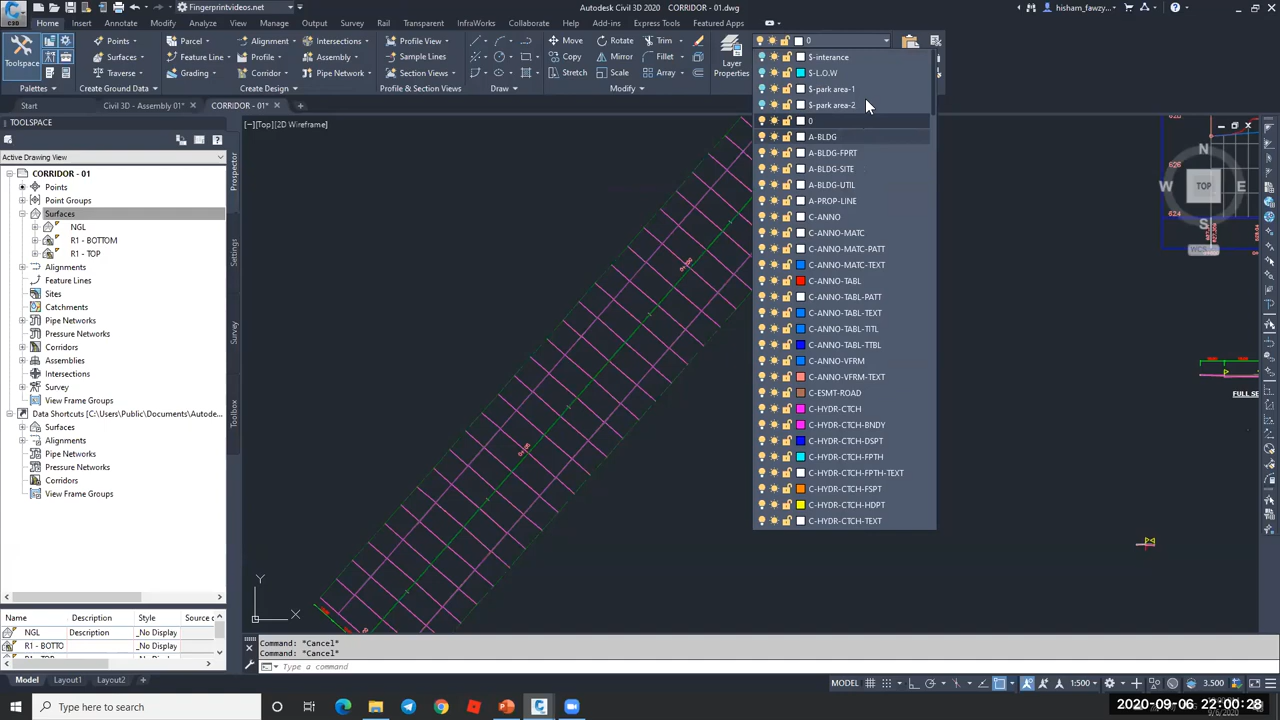 Fingerprintvideos.net
Autodesk Civil 3D 2020 CORRIDOR - 01.dwg
hisham_fawzy...
Home Insert Annotate Modify Analyze View Manage Output Survey Rail Transparent InfraWorks Collaborate Help Add-ins Express Tools Featured Apps
Toolspace
Points
Surfaces
Traverse
Parcel
Feature Line
Grading
Alignment
Profile
Corridor
Intersections
Assembly
Pipe Network
Profile View
Sample Lines
Section Views
Move
Copy
Stretch
Rotate
Mirror
Scale
Trim
Fillet
Array
Layer
Properties
0
Palettes
Create Ground Data
Create Design
Profile & Section Views
Draw
Modify
Start
Civil 3D - Assembly 01*
CORRIDOR - 01*
TOOLSPACE
Active Drawing View
CORRIDOR - 01
Points
Point Groups
Surfaces
NGL
R1 - BOTTOM
R1 - TOP
Alignments
Feature Lines
Sites
Catchments
Pipe Networks
Pressure Networks
Corridors
Assemblies
Intersections
Survey
View Frame Groups
Data Shortcuts [C:\Users\Public\Documents\Autode...
Surfaces
Alignments
Pipe Networks
Pressure Networks
Corridors
View Frame Groups
Prospector
Settings
Survey
Toolbox
Name Description Style Source d
NGL Description _No Display
R1 - BOTTO _No Display
[−][Top][2D Wireframe]
$-interance
$-L.O.W
$-park area-1
$-park area-2
0
A-BLDG
A-BLDG-FPRT
A-BLDG-SITE
A-BLDG-UTIL
A-PROP-LINE
C-ANNO
C-ANNO-MATC
C-ANNO-MATC-PATT
C-ANNO-MATC-TEXT
C-ANNO-TABL
C-ANNO-TABL-PATT
C-ANNO-TABL-TEXT
C-ANNO-TABL-TITL
C-ANNO-TABL-TTBL
C-ANNO-VFRM
C-ANNO-VFRM-TEXT
C-ESMT-ROAD
C-HYDR-CTCH
C-HYDR-CTCH-BNDY
C-HYDR-CTCH-DSPT
C-HYDR-CTCH-FPTH
C-HYDR-CTCH-FPTH-TEXT
C-HYDR-CTCH-FSPT
C-HYDR-CTCH-HDPT
C-HYDR-CTCH-TEXT
626
624
N
W TOP E
S
WCS
FULL SE
Y
X
Command: *Cancel*
Command: *Cancel*
Type a command
Model Layout1 Layout2
MODEL 1:500 3.500
Type here to search
2020-09-06 22:00:28